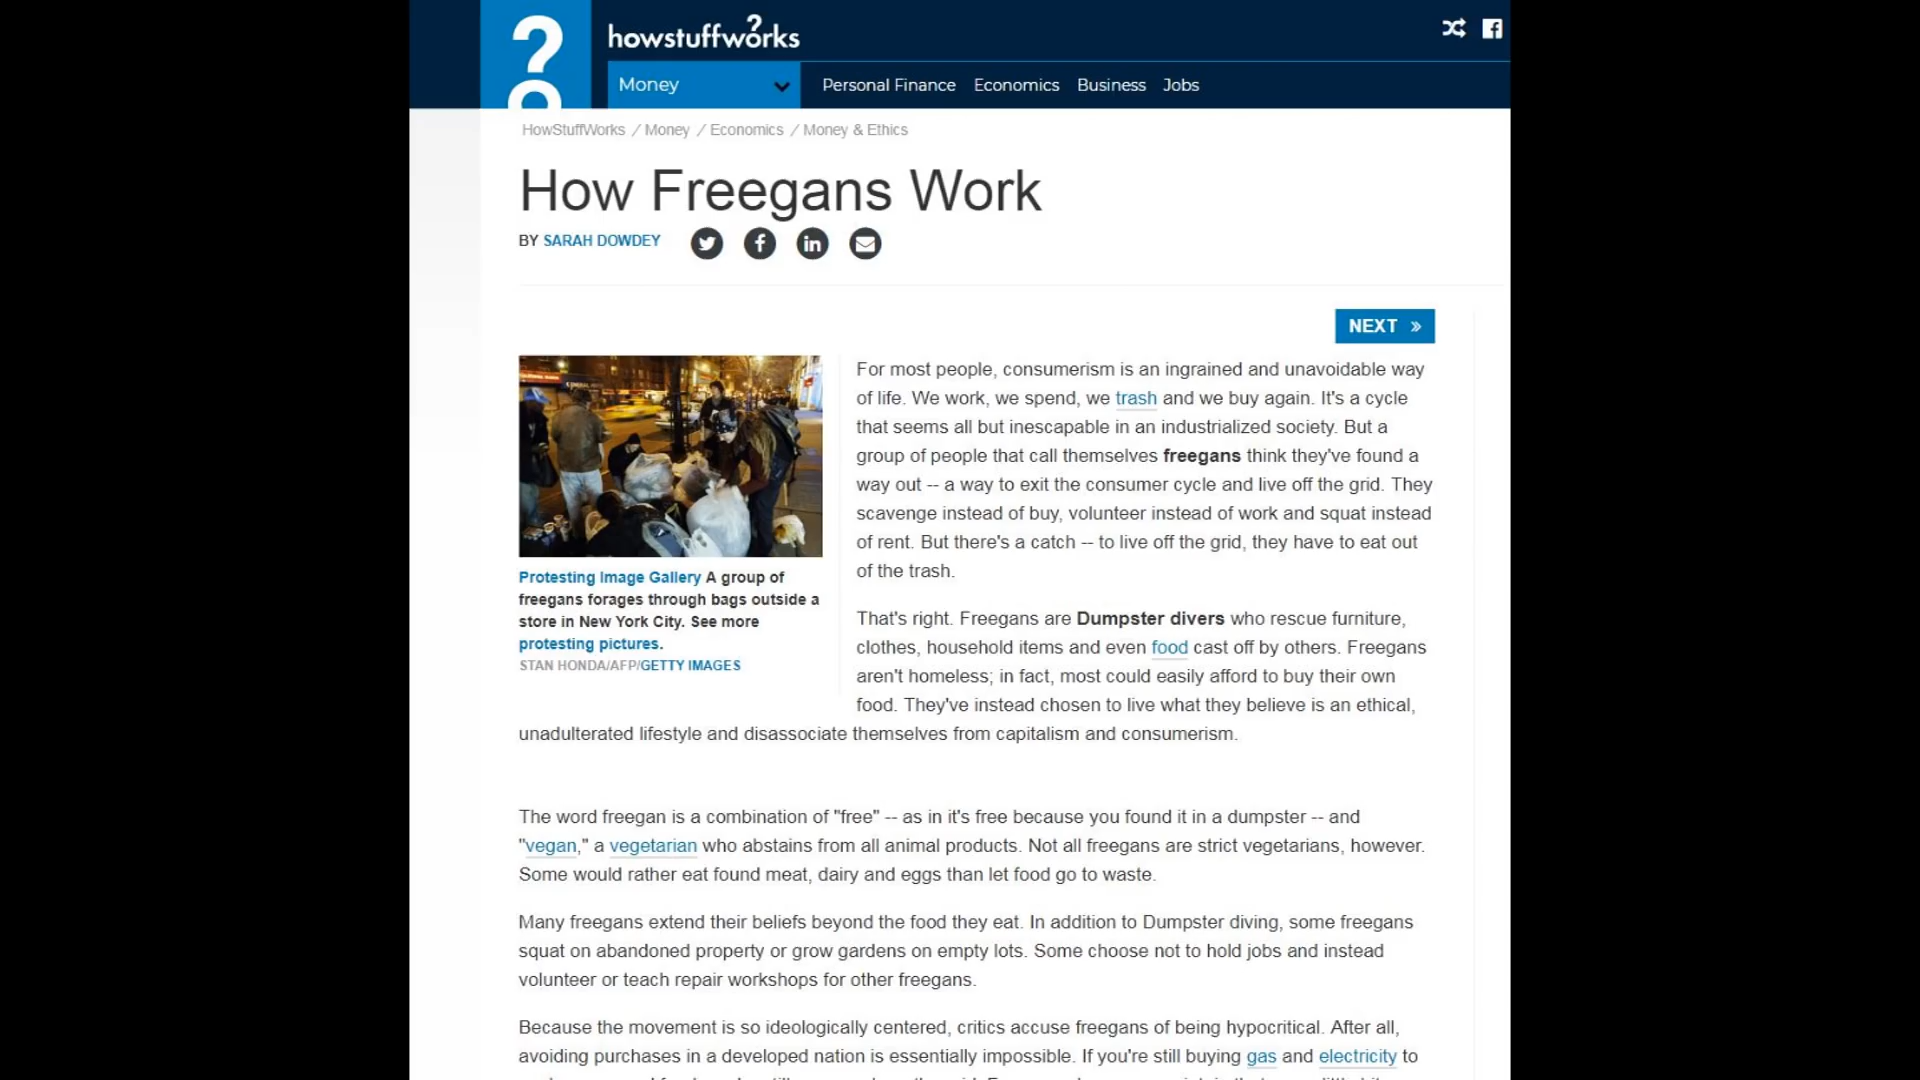 howstuffworks
Money
Personal Finance Economics Business Jobs
HowStuffWorks / Money / Economics / Money & Ethics
How Freegans Work
BY SARAH DOWDEY
NEXT »
For most people, consumerism is an ingrained and unavoidable way
of life. We work, we spend, we trash and we buy again. It's a cycle
that seems all but inescapable in an industrialized society. But a
group of people that call themselves freegans think they've found a
way out -- a way to exit the consumer cycle and live off the grid. They
scavenge instead of buy, volunteer instead of work and squat instead
of rent. But there's a catch -- to live off the grid, they have to eat out
of the trash.
Protesting Image Gallery A group of
freegans forages through bags outside a
store in New York City. See more
protesting pictures.
STAN HONDA/AFP/GETTY IMAGES
That's right. Freegans are Dumpster divers who rescue furniture,
clothes, household items and even food cast off by others. Freegans
aren't homeless; in fact, most could easily afford to buy their own
food. They've instead chosen to live what they believe is an ethical,
unadulterated lifestyle and disassociate themselves from capitalism and consumerism.
The word freegan is a combination of "free" -- as in it's free because you found it in a dumpster -- and
"vegan," a vegetarian who abstains from all animal products. Not all freegans are strict vegetarians, however.
Some would rather eat found meat, dairy and eggs than let food go to waste.
Many freegans extend their beliefs beyond the food they eat. In addition to Dumpster diving, some freegans
squat on abandoned property or grow gardens on empty lots. Some choose not to hold jobs and instead
volunteer or teach repair workshops for other freegans.
Because the movement is so ideologically centered, critics accuse freegans of being hypocritical. After all,
avoiding purchases in a developed nation is essentially impossible. If you're still buying gas and electricity to